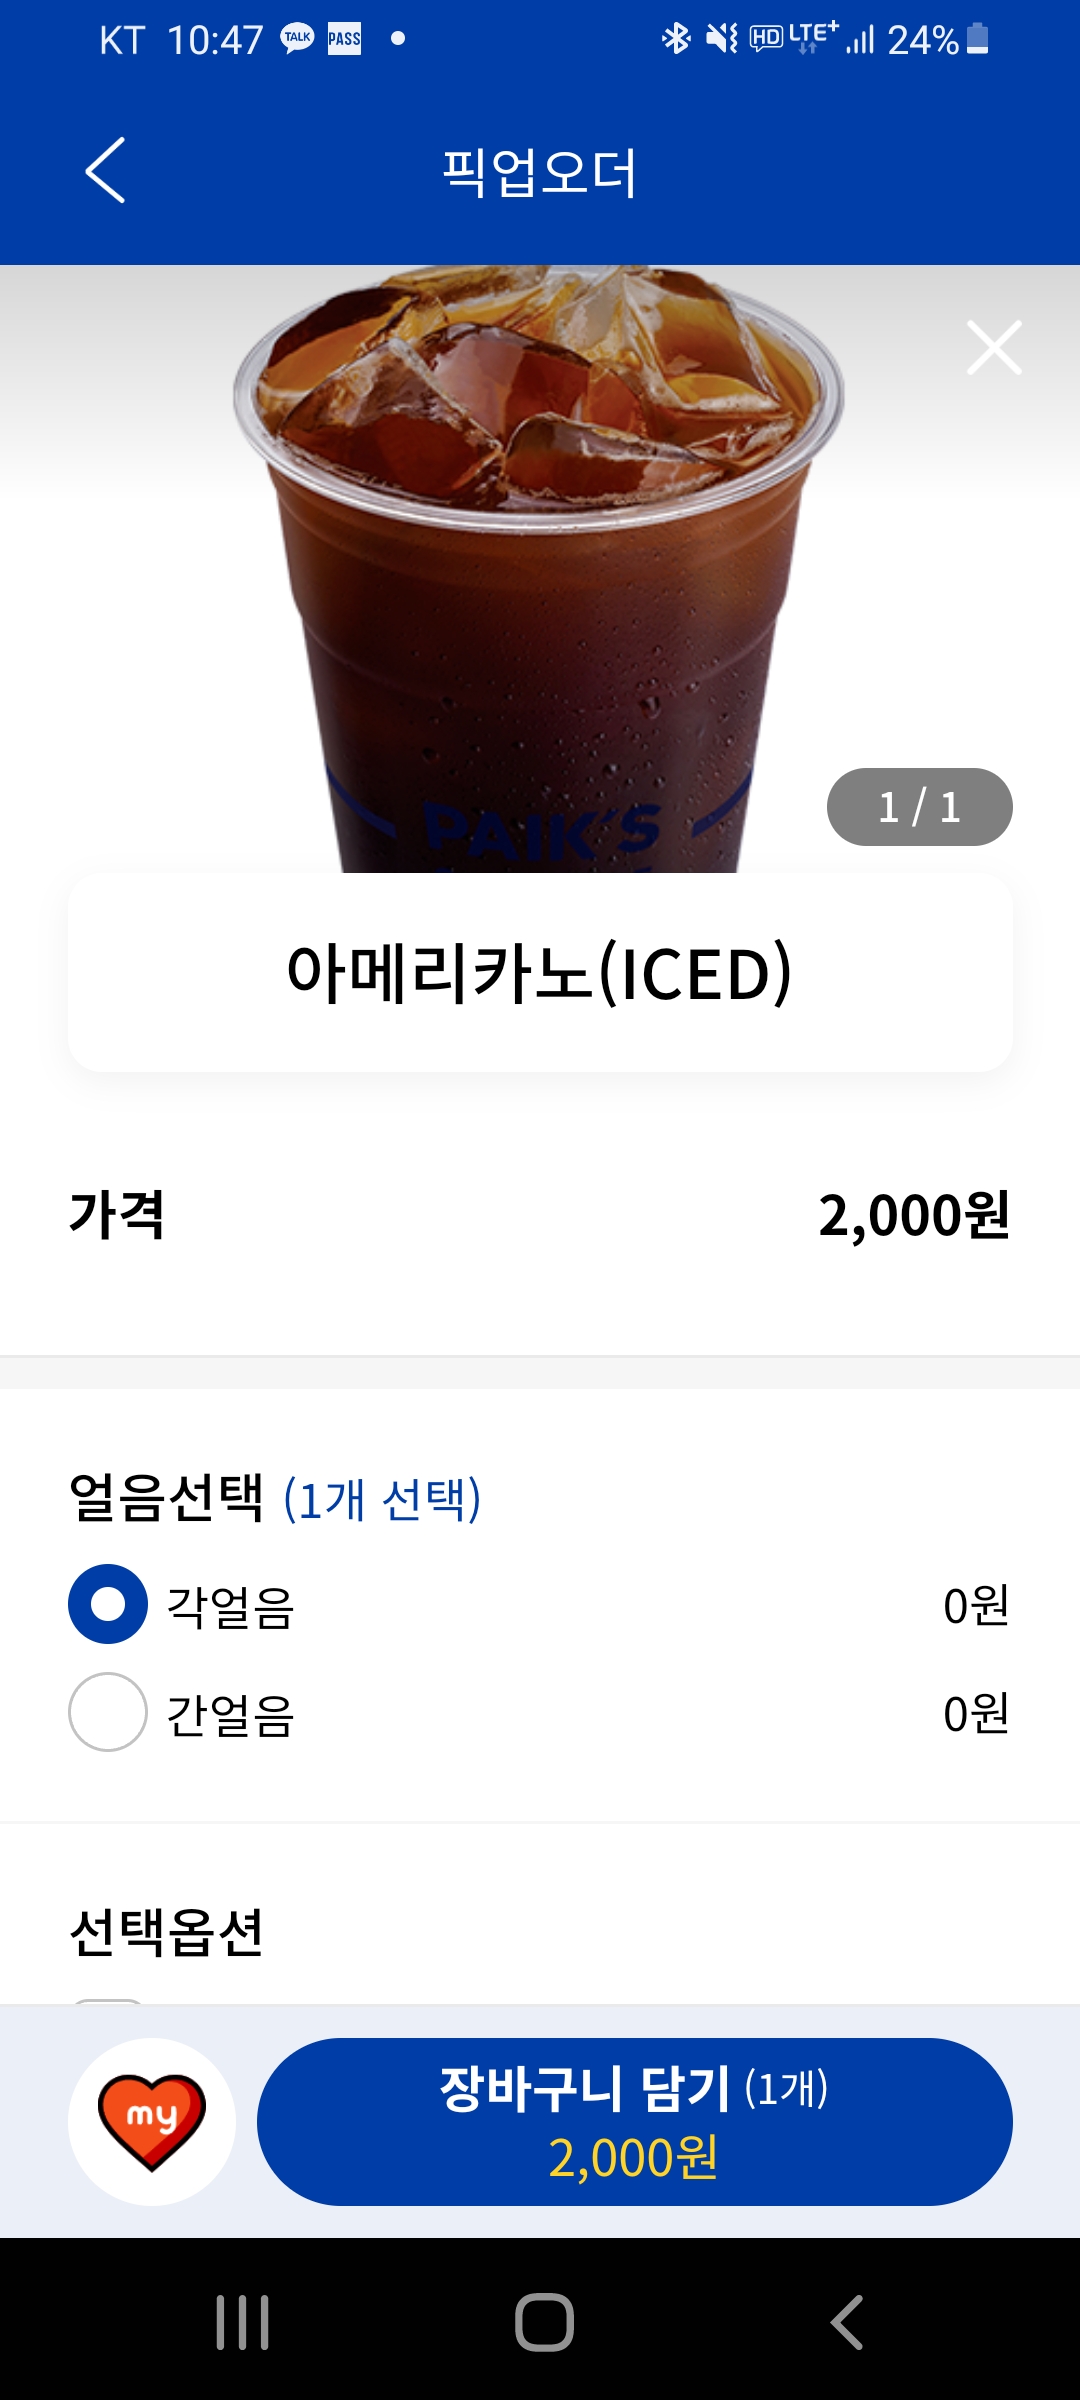 KT 10:47 TALK PASS HD LTE+ 24%
픽업오더
PAIK'S
1 / 1
아메리카노(ICED)
가격 2,000원
얼음선택 (1개 선택)
각얼음 0원
간얼음 0원
선택옵션
my
장바구니 담기 (1개)
2,000원